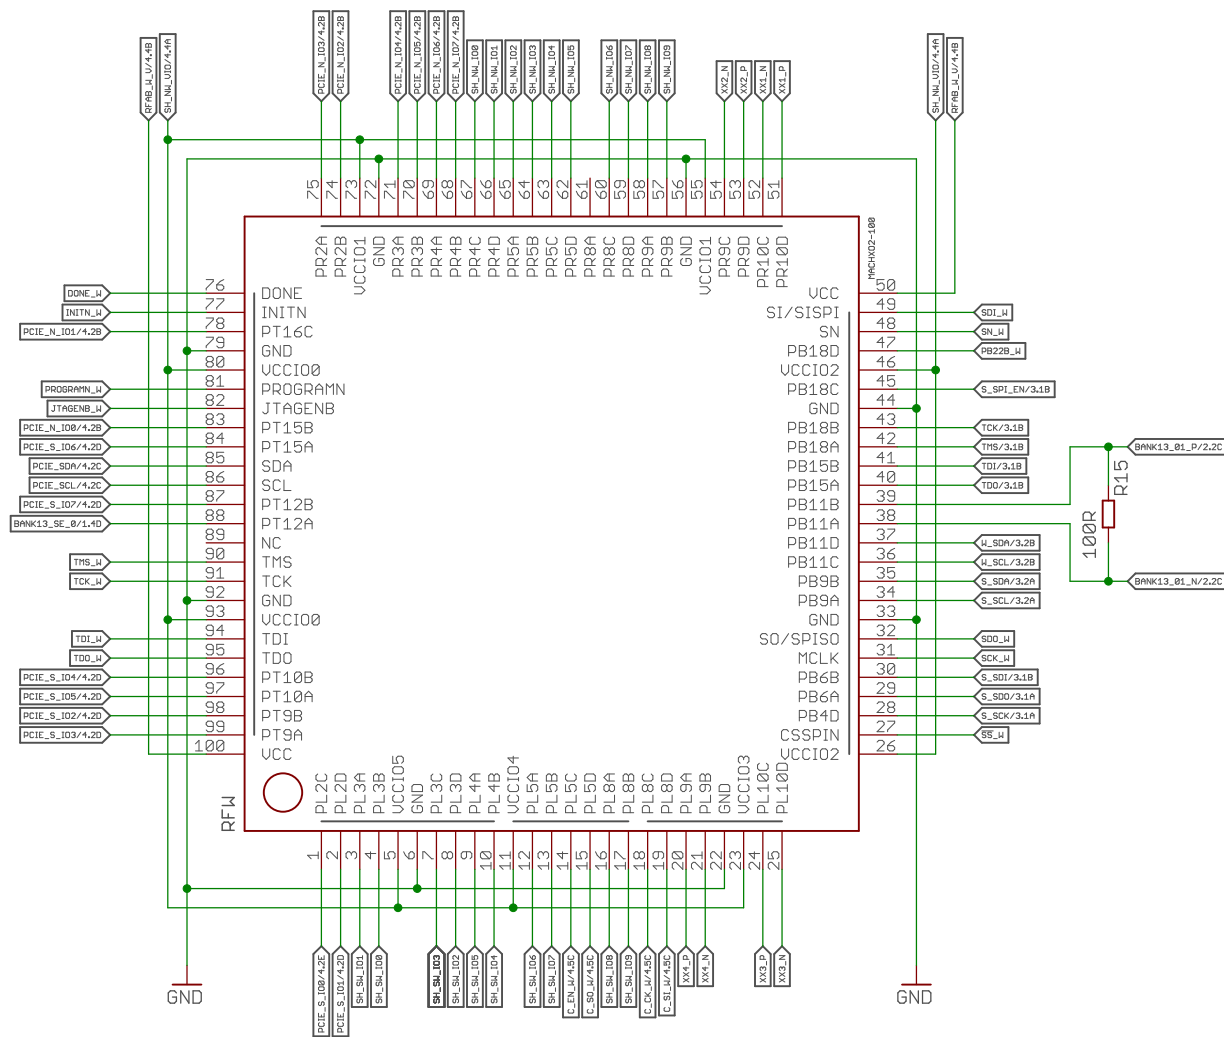 RFAB_W_V/4.4B
SH_NW_VIO/4.4A
PCIE_N_IO3/4.2B
PCIE_N_IO2/4.2B
PCIE_N_IO4/4.2B
PCIE_N_IO5/4.2B
PCIE_N_IO6/4.2B
PCIE_N_IO7/4.2B
SH_NW_IO0
SH_NW_IO1
SH_NW_IO2
SH_NW_IO3
SH_NW_IO4
SH_NW_IO5
SH_NW_IO6
SH_NW_IO7
SH_NW_IO8
SH_NW_IO9
XX2_N
XX2_P
XX1_N
XX1_P
SH_NW_VIO/4.4A
RFAB_W_V/4.4B
75 PR2A
74 PR2B
73 VCCIO1
72 GND
71 PR3A
70 PR3B
69 PR4A
68 PR4B
67 PR4C
66 PR4D
65 PR5A
64 PR5B
63 PR5C
62 PR5D
61 PR8A
60 PR8C
59 PR8D
58 PR9A
57 PR9B
56 GND
55 VCCIO1
54 PR9C
53 PR9D
52 PR10C
51 PR10D
MACHXO2-100
DONE_W 76 DONE
INITN_W 77 INITN
PCIE_N_IO1/4.2B 78 PT16C
79 GND
80 VCCIO0
PROGRAMN_W 81 PROGRAMN
JTAGENB_W 82 JTAGENB
PCIE_N_IO0/4.2B 83 PT15B
PCIE_S_IO6/4.2D 84 PT15A
PCIE_SDA/4.2C 85 SDA
PCIE_SCL/4.2C 86 SCL
PCIE_S_IO7/4.2D 87 PT12B
BANK13_SE_0/1.4D 88 PT12A
89 NC
TMS_W 90 TMS
TCK_W 91 TCK
92 GND
93 VCCIO0
TDI_W 94 TDI
TDO_W 95 TDO
PCIE_S_IO4/4.2D 96 PT10B
PCIE_S_IO5/4.2D 97 PT10A
PCIE_S_IO2/4.2D 98 PT9B
PCIE_S_IO3/4.2D 99 PT9A
100 VCC
VCC 50
SI/SISPI 49 SDI_W
SN 48 SN_W
PB18D 47 PB22B_W
VCCIO2 46
PB18C 45 S_SPI_EN/3.1B
GND 44
PB18B 43 TCK/3.1B
PB18A 42 TMS/3.1B
PB15B 41 TDI/3.1B
PB15A 40 TDO/3.1B
PB11B 39
PB11A 38
PB11D 37 W_SDA/3.2B
PB11C 36 W_SCL/3.2B
PB9B 35 S_SDA/3.2A
PB9A 34 S_SCL/3.2A
GND 33
SO/SPISO 32 SDO_W
MCLK 31 SCK_W
PB6B 30 S_SDI/3.1B
PB6A 29 S_SDO/3.1A
PB4D 28 S_SCK/3.1A
CSSPIN 27 SS_W
VCCIO2 26
BANK13_01_P/2.2C
R15
100R
BANK13_01_N/2.2C
RFW
PL2C 1
PL2D 2
PL3A 3
PL3B 4
VCCIO5 5
GND 6
PL3C 7
PL3D 8
PL4A 9
PL4B 10
VCCIO4 11
PL5A 12
PL5B 13
PL5C 14
PL5D 15
PL8A 16
PL8B 17
PL8C 18
PL8D 19
PL9A 20
PL9B 21
GND 22
VCCIO3 23
PL10C 24
PL10D 25
GND
PCIE_S_IO0/4.2E
PCIE_S_IO1/4.2D
SH_SW_IO1
SH_SW_IO0
SH_SW_IO3
SH_SW_IO2
SH_SW_IO5
SH_SW_IO4
SH_SW_IO6
SH_SW_IO7
C_EN_W/4.5C
C_SO_W/4.5C
SH_SW_IO8
SH_SW_IO9
C_CK_W/4.5C
C_SI_W/4.5C
XX4_P
XX4_N
XX3_P
XX3_N
GND